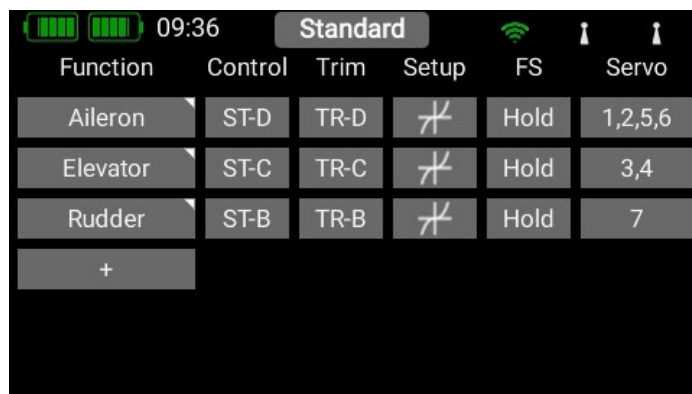 09:36 Standard
Function Control Trim Setup FS Servo
Aileron ST-D TR-D Hold 1,2,5,6
Elevator ST-C TR-C Hold 3,4
Rudder ST-B TR-B Hold 7
+